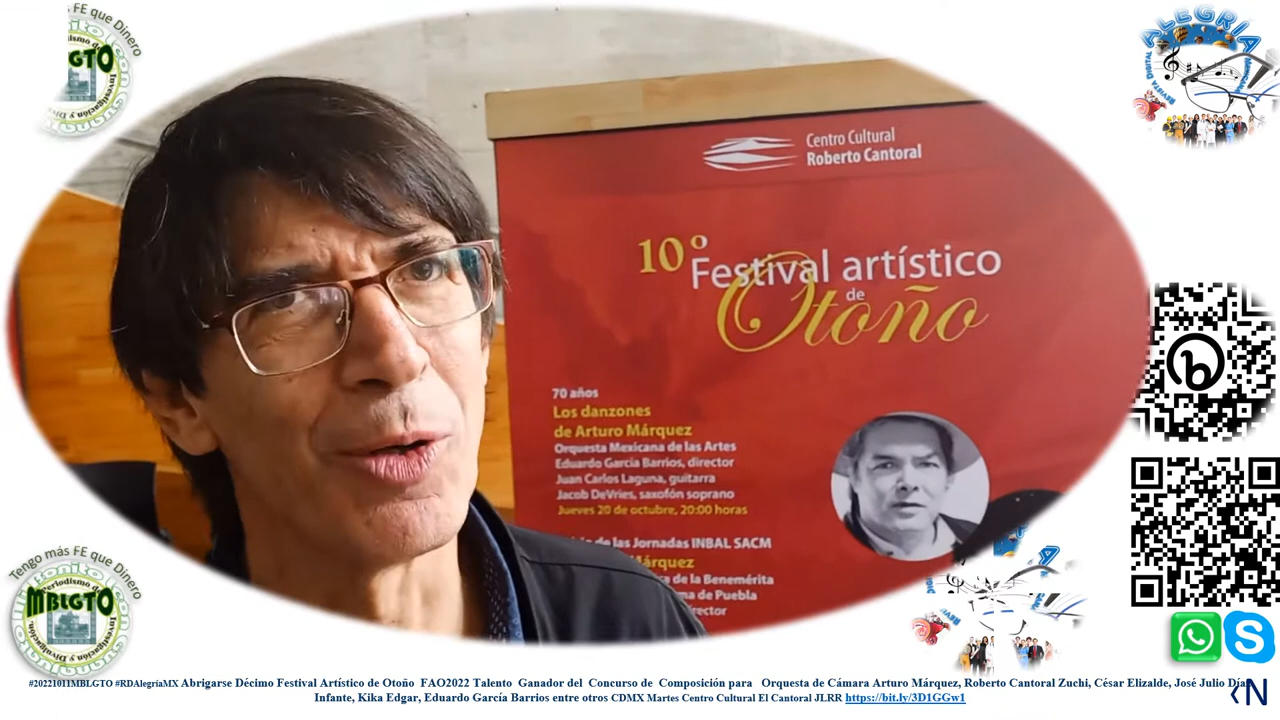 Tengo más FE que Dinero
MBLGTO
Investigación y Divulgación
ALEGRIA
REVISTA DIGITAL
Centro Cultural
Roberto Cantoral
10º
Festival artístico
de
Otoño
70 años
Los danzones
de Arturo Márquez
Orquesta Mexicana de las Artes
Eduardo García Barrios, director
Juan Carlos Laguna, guitarra
Jacob DeVries, saxofón soprano
Jueves 20 de octubre, 20:00 horas
de las Jornadas INBAL SACM
Márquez
de la Benemérita
de Puebla
Tengo más FE que Dinero
Periodismo de
MBLGTO
Investigación y Divulgación
b
S
#20221011MBLGTO #RDAlegríaMX Abrigarse Décimo Festival Artístico de Otoño FAO2022 Talento Ganador del Concurso de Composición para Orquesta de Cámara Arturo Márquez, Roberto Cantoral Zuchi, César Elizalde, José Julio Día
Infante, Kika Edgar, Eduardo García Barrios entre otros CDMX Martes Centro Cultural El Cantoral JLRR https://bit.ly/3D1GGw1
N